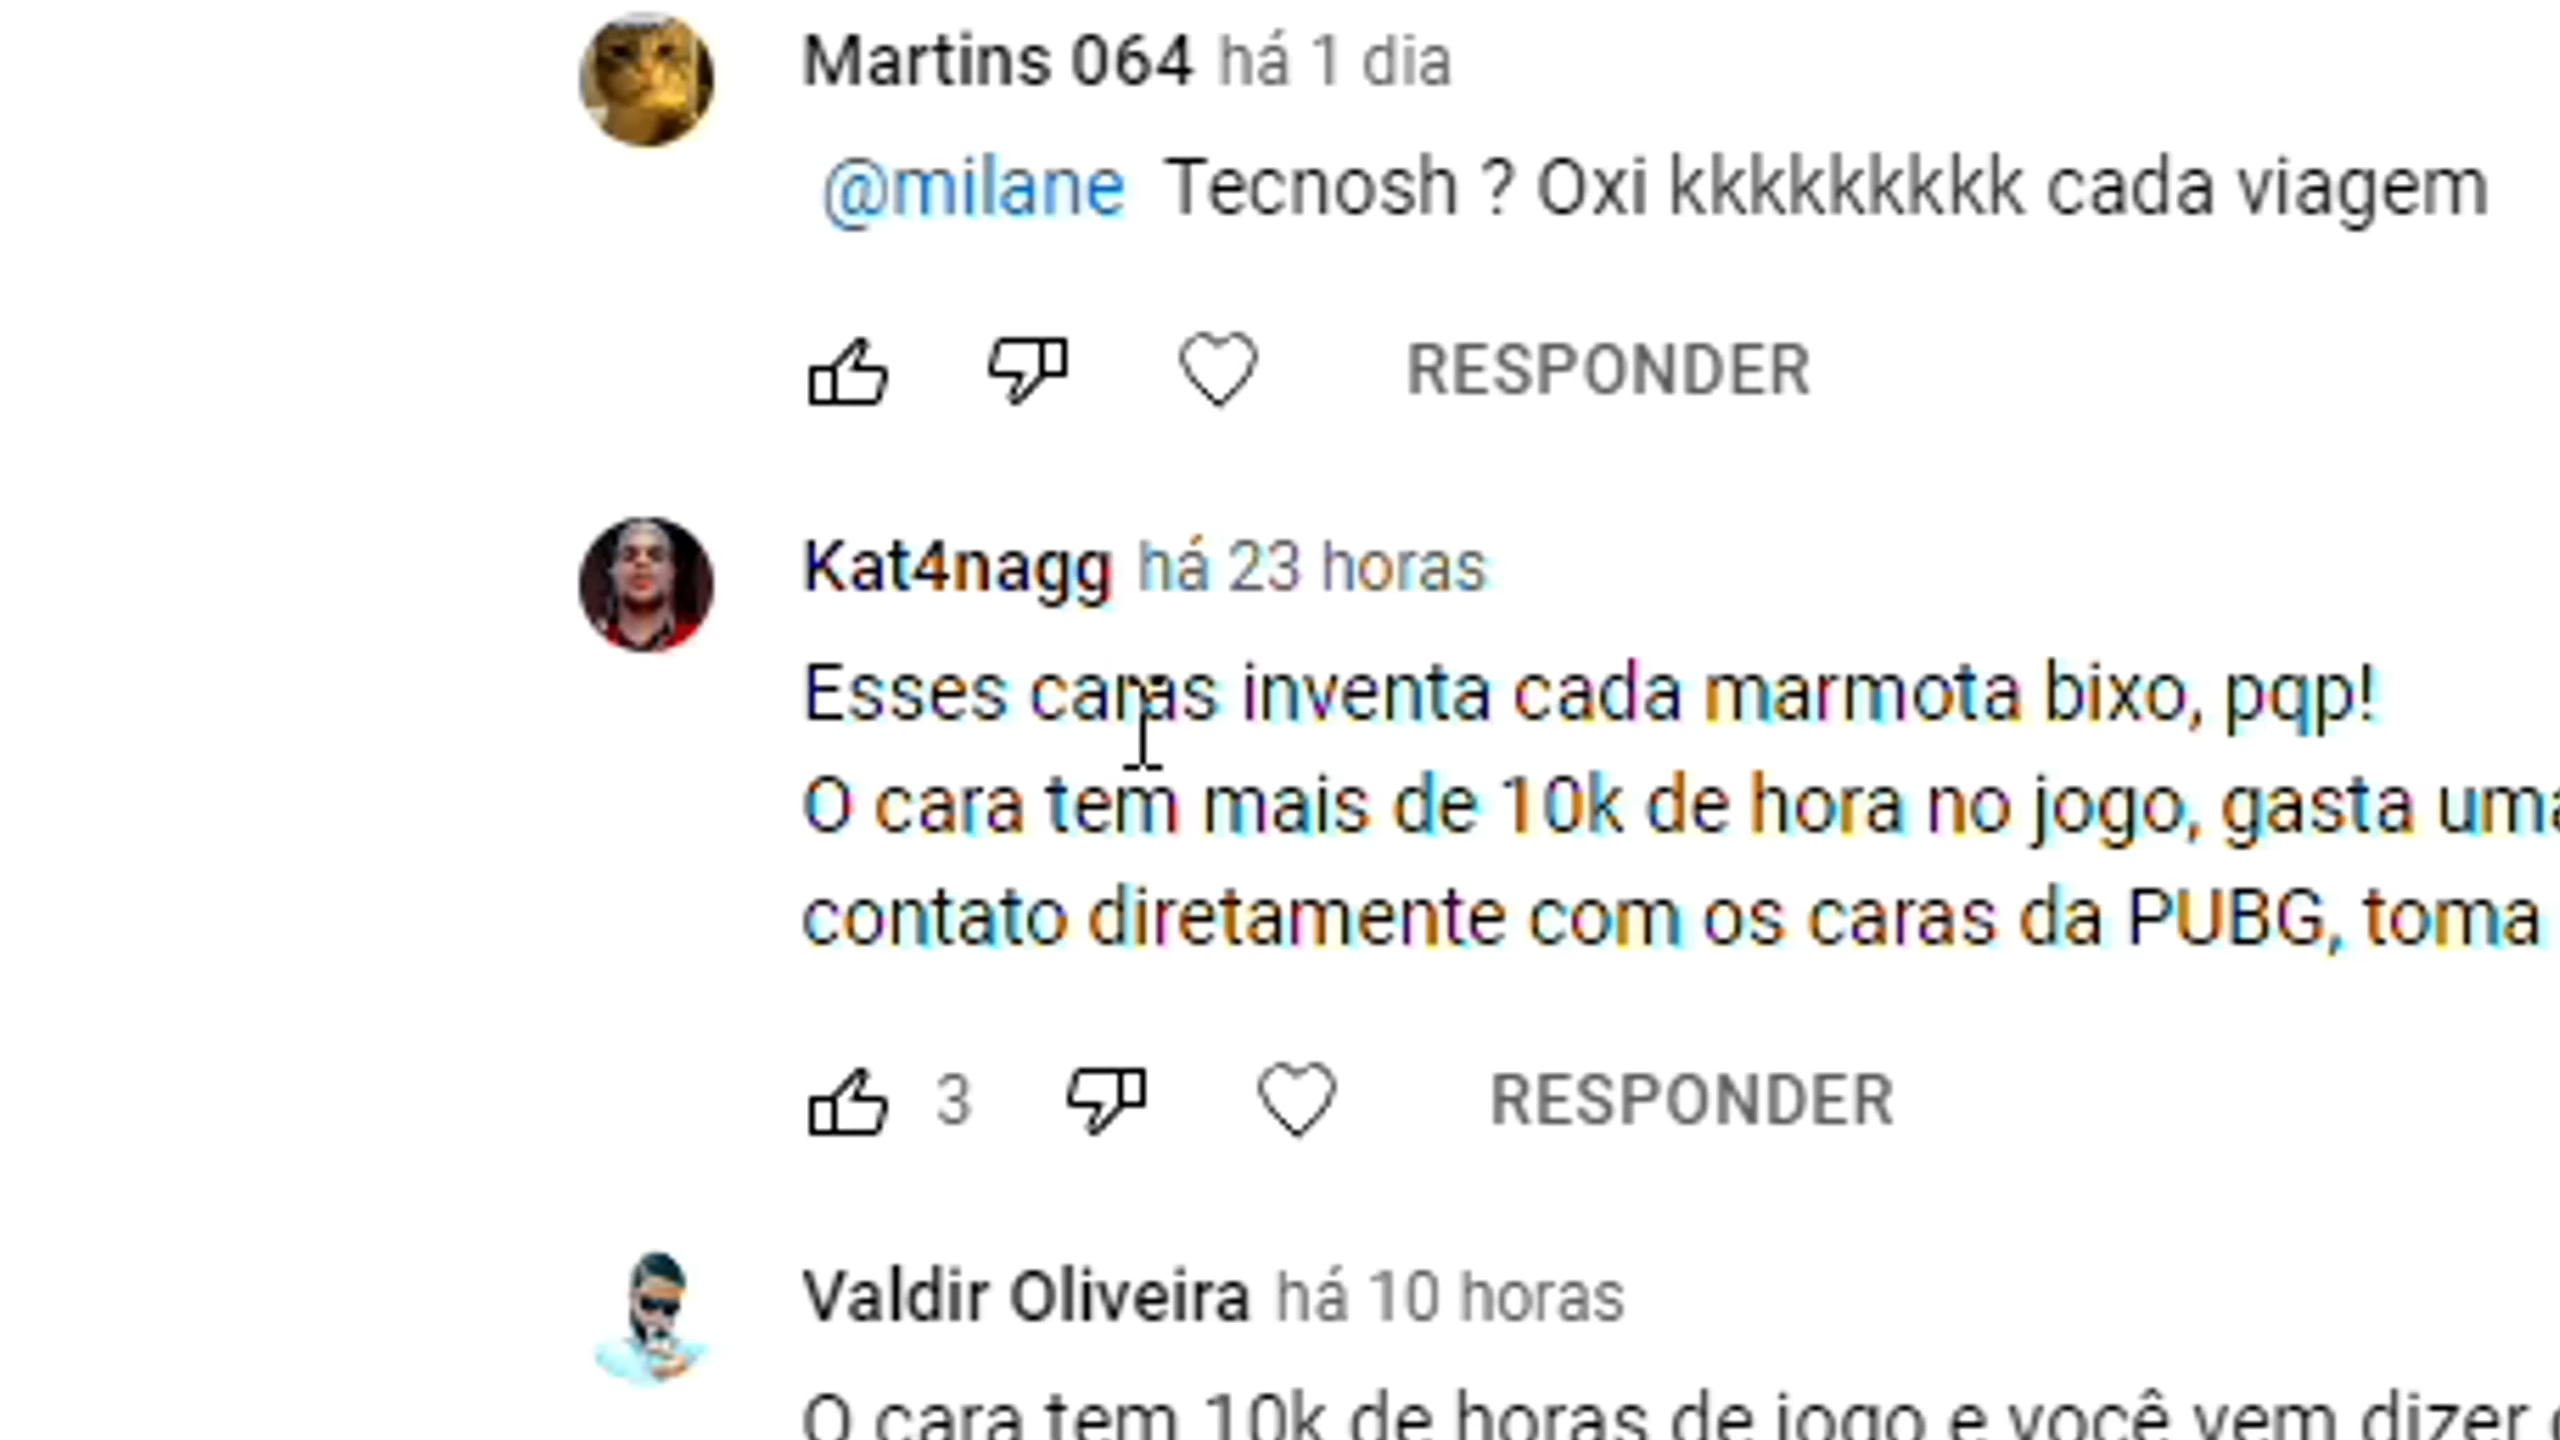 Martins 064 há 1 dia
@milane Tecnosh ? Oxi kkkkkkkkk cada viagem
RESPONDER
Kat4nagg há 23 horas
Esses caras inventa cada marmota bixo, pqp!
O cara tem mais de 10k de hora no jogo, gasta uma
contato diretamente com os caras da PUBG, toma
3 RESPONDER
Valdir Oliveira há 10 horas
O cara tem 10k de horas de jogo e você vem dizer